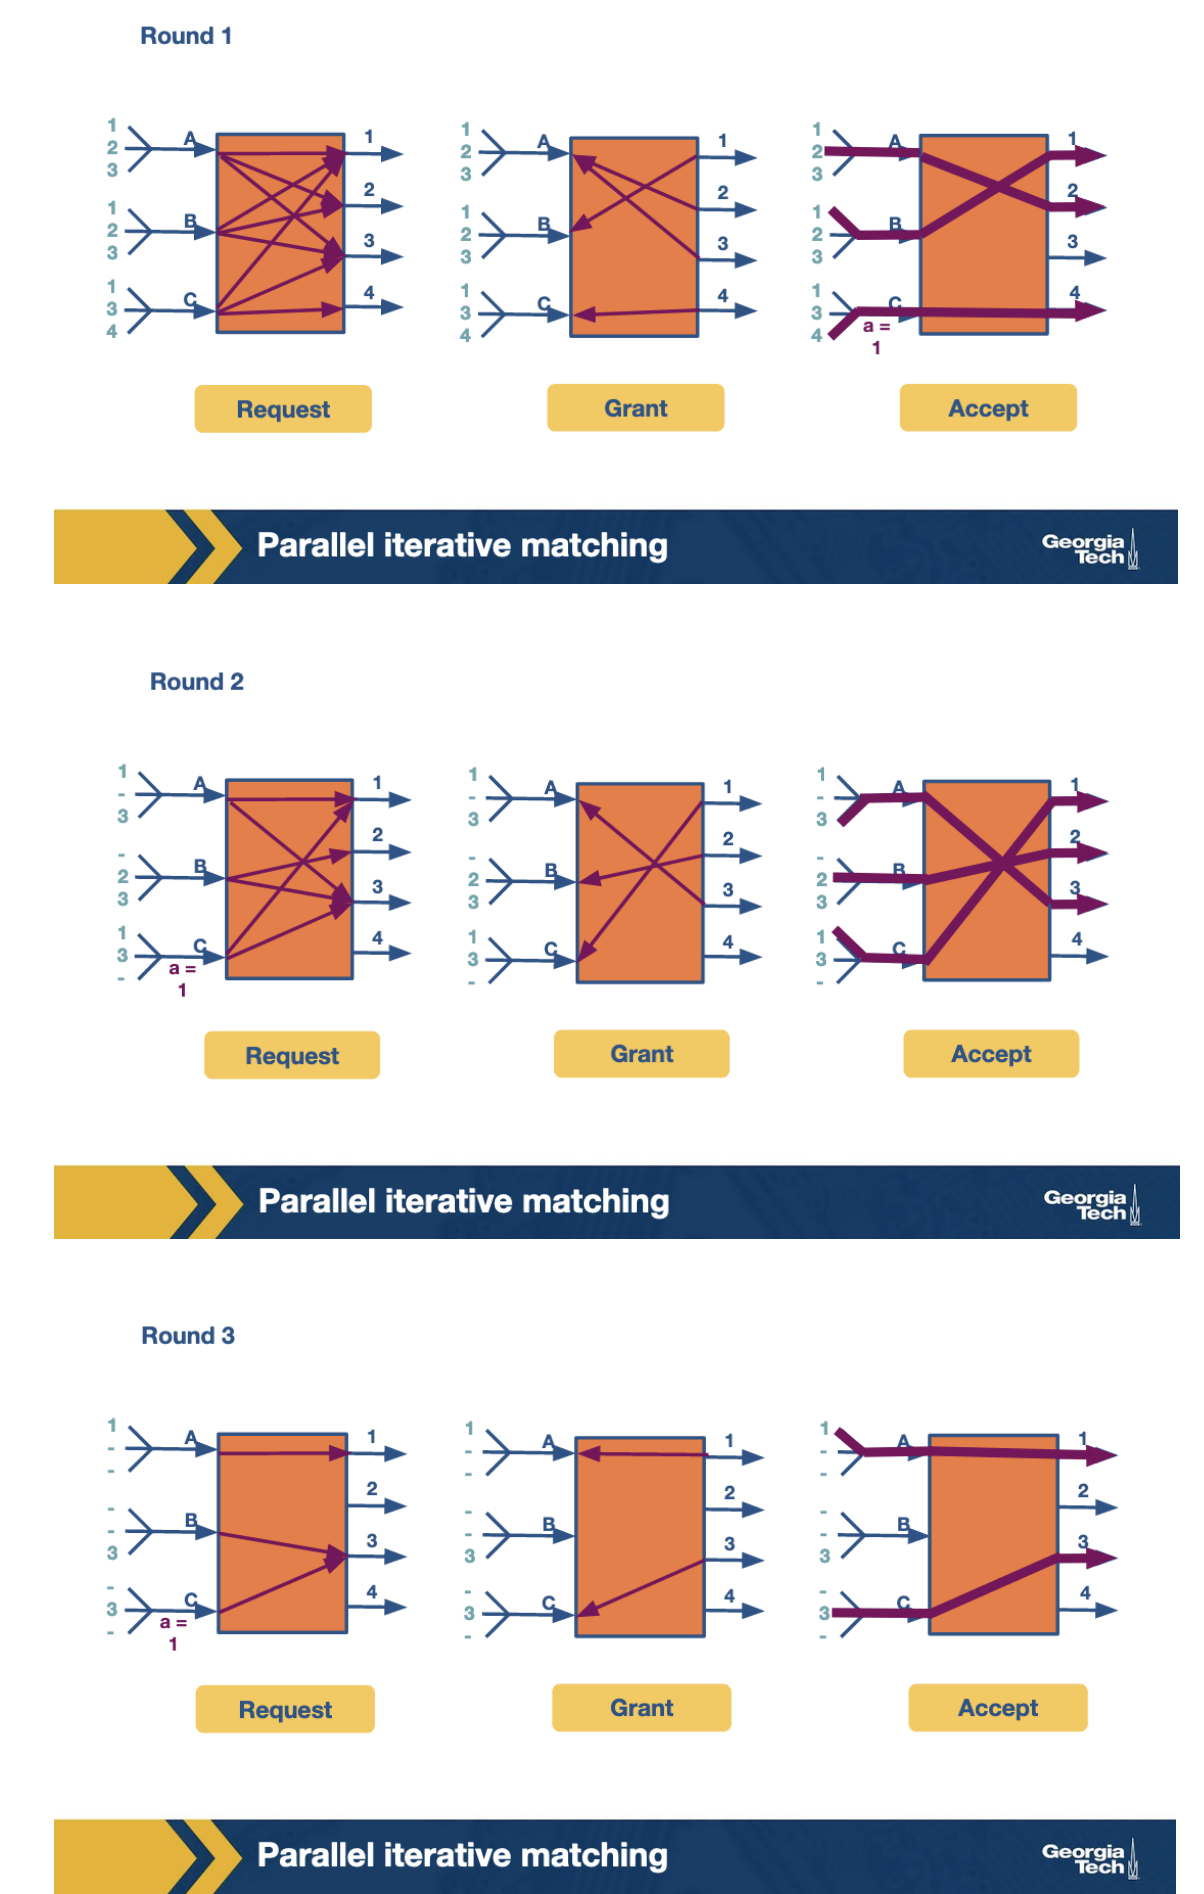 Round 1
1
2
3
A
1
2
3
B
1
3
4
C
1
2
3
4
1
2
3
A
1
2
3
B
1
3
4
C
1
2
3
4
1
2
3
A
1
2
3
B
1
3
4
C
a =
1
1
2
3
4
Request
Grant
Accept
Parallel iterative matching
Georgia
Tech
Round 2
1
-
3
A
-
2
3
B
1
3
-
C
a =
1
1
2
3
4
1
-
3
A
-
2
3
B
1
3
-
C
1
2
3
4
1
-
3
A
-
2
3
B
1
3
-
C
1
2
3
4
Request
Grant
Accept
Parallel iterative matching
Georgia
Tech
Round 3
1
-
-
A
-
-
3
B
-
3
-
C
a =
1
1
2
3
4
1
-
-
A
-
-
3
B
-
3
-
C
1
2
3
4
1
-
-
A
-
-
3
B
-
3
-
C
1
2
3
4
Request
Grant
Accept
Parallel iterative matching
Georgia
Tech